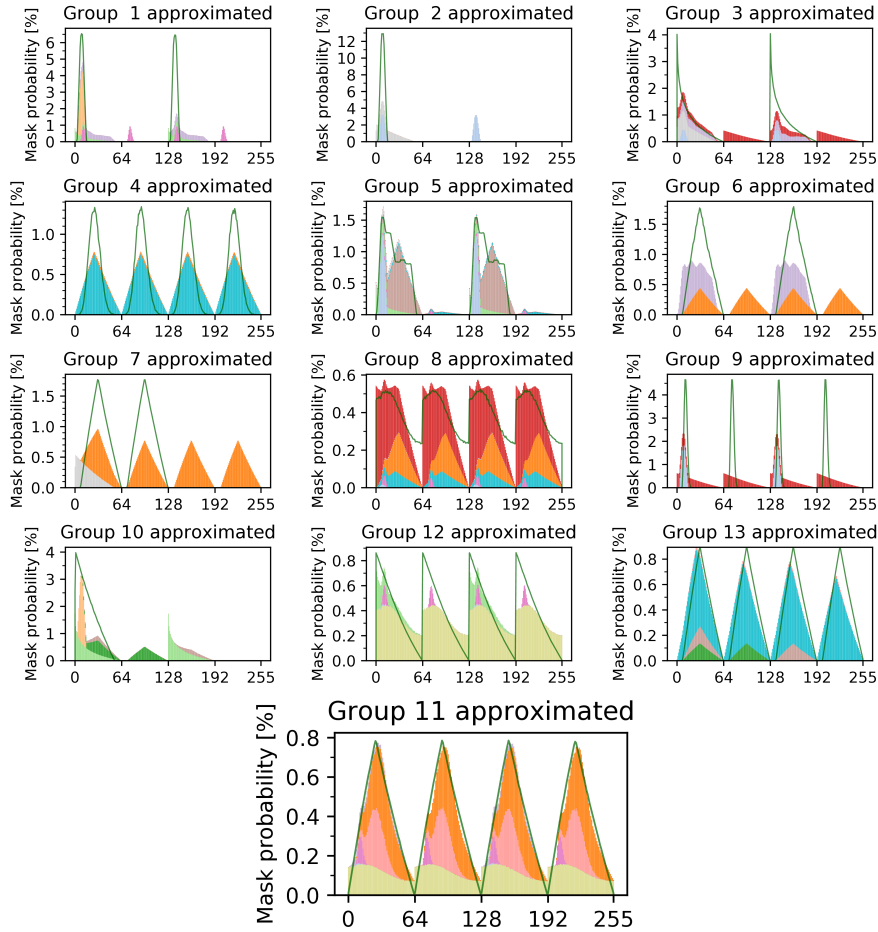 Group 1 approximated
Mask probability [%]
0 1 2 3 4 5 6
0 64 128 192 255
Group 2 approximated
Mask probability [%]
0 2 4 6 8 10 12
0 64 128 192 255
Group 3 approximated
Mask probability [%]
0 1 2 3 4
0 64 128 192 255
Group 4 approximated
Mask probability [%]
0.0 0.5 1.0
0 64 128 192 255
Group 5 approximated
Mask probability [%]
0.0 0.5 1.0 1.5
0 64 128 192 255
Group 6 approximated
Mask probability [%]
0.0 0.5 1.0 1.5
0 64 128 192 255
Group 7 approximated
Mask probability [%]
0.0 0.5 1.0 1.5
0 64 128 192 255
Group 8 approximated
Mask probability [%]
0.0 0.2 0.4 0.6
0 64 128 192 255
Group 9 approximated
Mask probability [%]
0 1 2 3 4
0 64 128 192 255
Group 10 approximated
Mask probability [%]
0 1 2 3 4
0 64 128 192 255
Group 12 approximated
Mask probability [%]
0.0 0.2 0.4 0.6 0.8
0 64 128 192 255
Group 13 approximated
Mask probability [%]
0.0 0.2 0.4 0.6 0.8
0 64 128 192 255
Group 11 approximated
Mask probability [%]
0.0 0.2 0.4 0.6 0.8
0 64 128 192 255